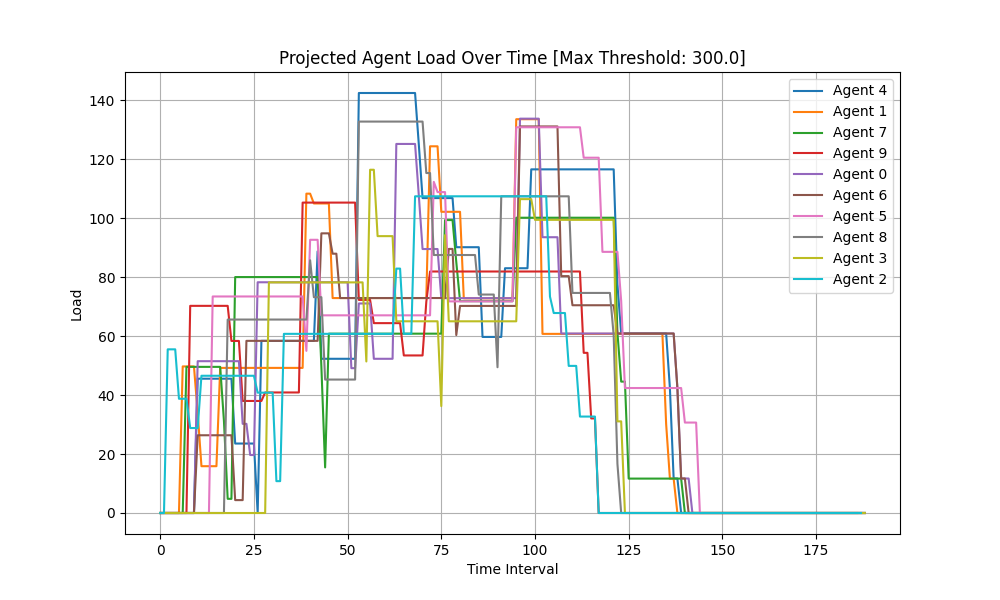 Projected Agent Load Over Time [Max Threshold: 300.0]
Load
140
120
100
80
60
40
20
0
0 25 50 75 100 125 150 175
Time Interval
Agent 4
Agent 1
Agent 7
Agent 9
Agent 0
Agent 6
Agent 5
Agent 8
Agent 3
Agent 2